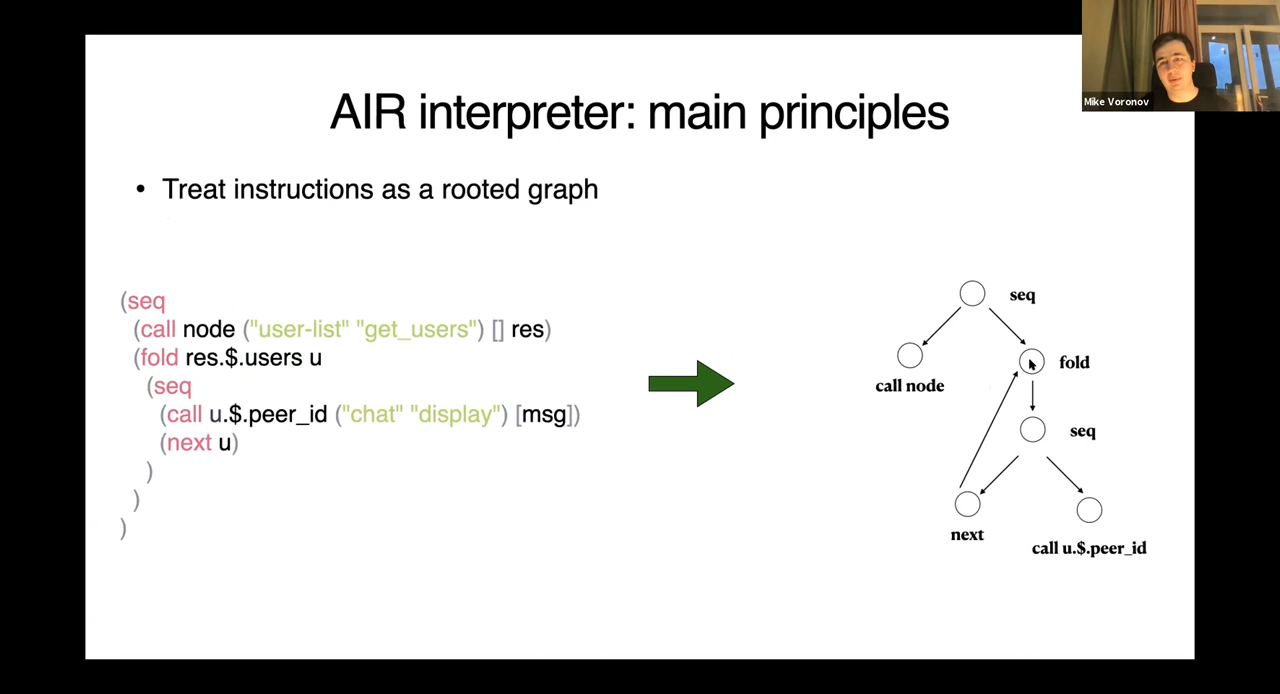 AIR interpreter: main principles
Mike Voronov
• Treat instructions as a rooted graph
(seq
(call node ("user-list" "get_users") [] res)
(fold res.$.users u
(seq
(call u.$.peer_id ("chat" "display") [msg])
(next u)
)
)
)
seq
call node
fold
seq
next
call u.$.peer_id